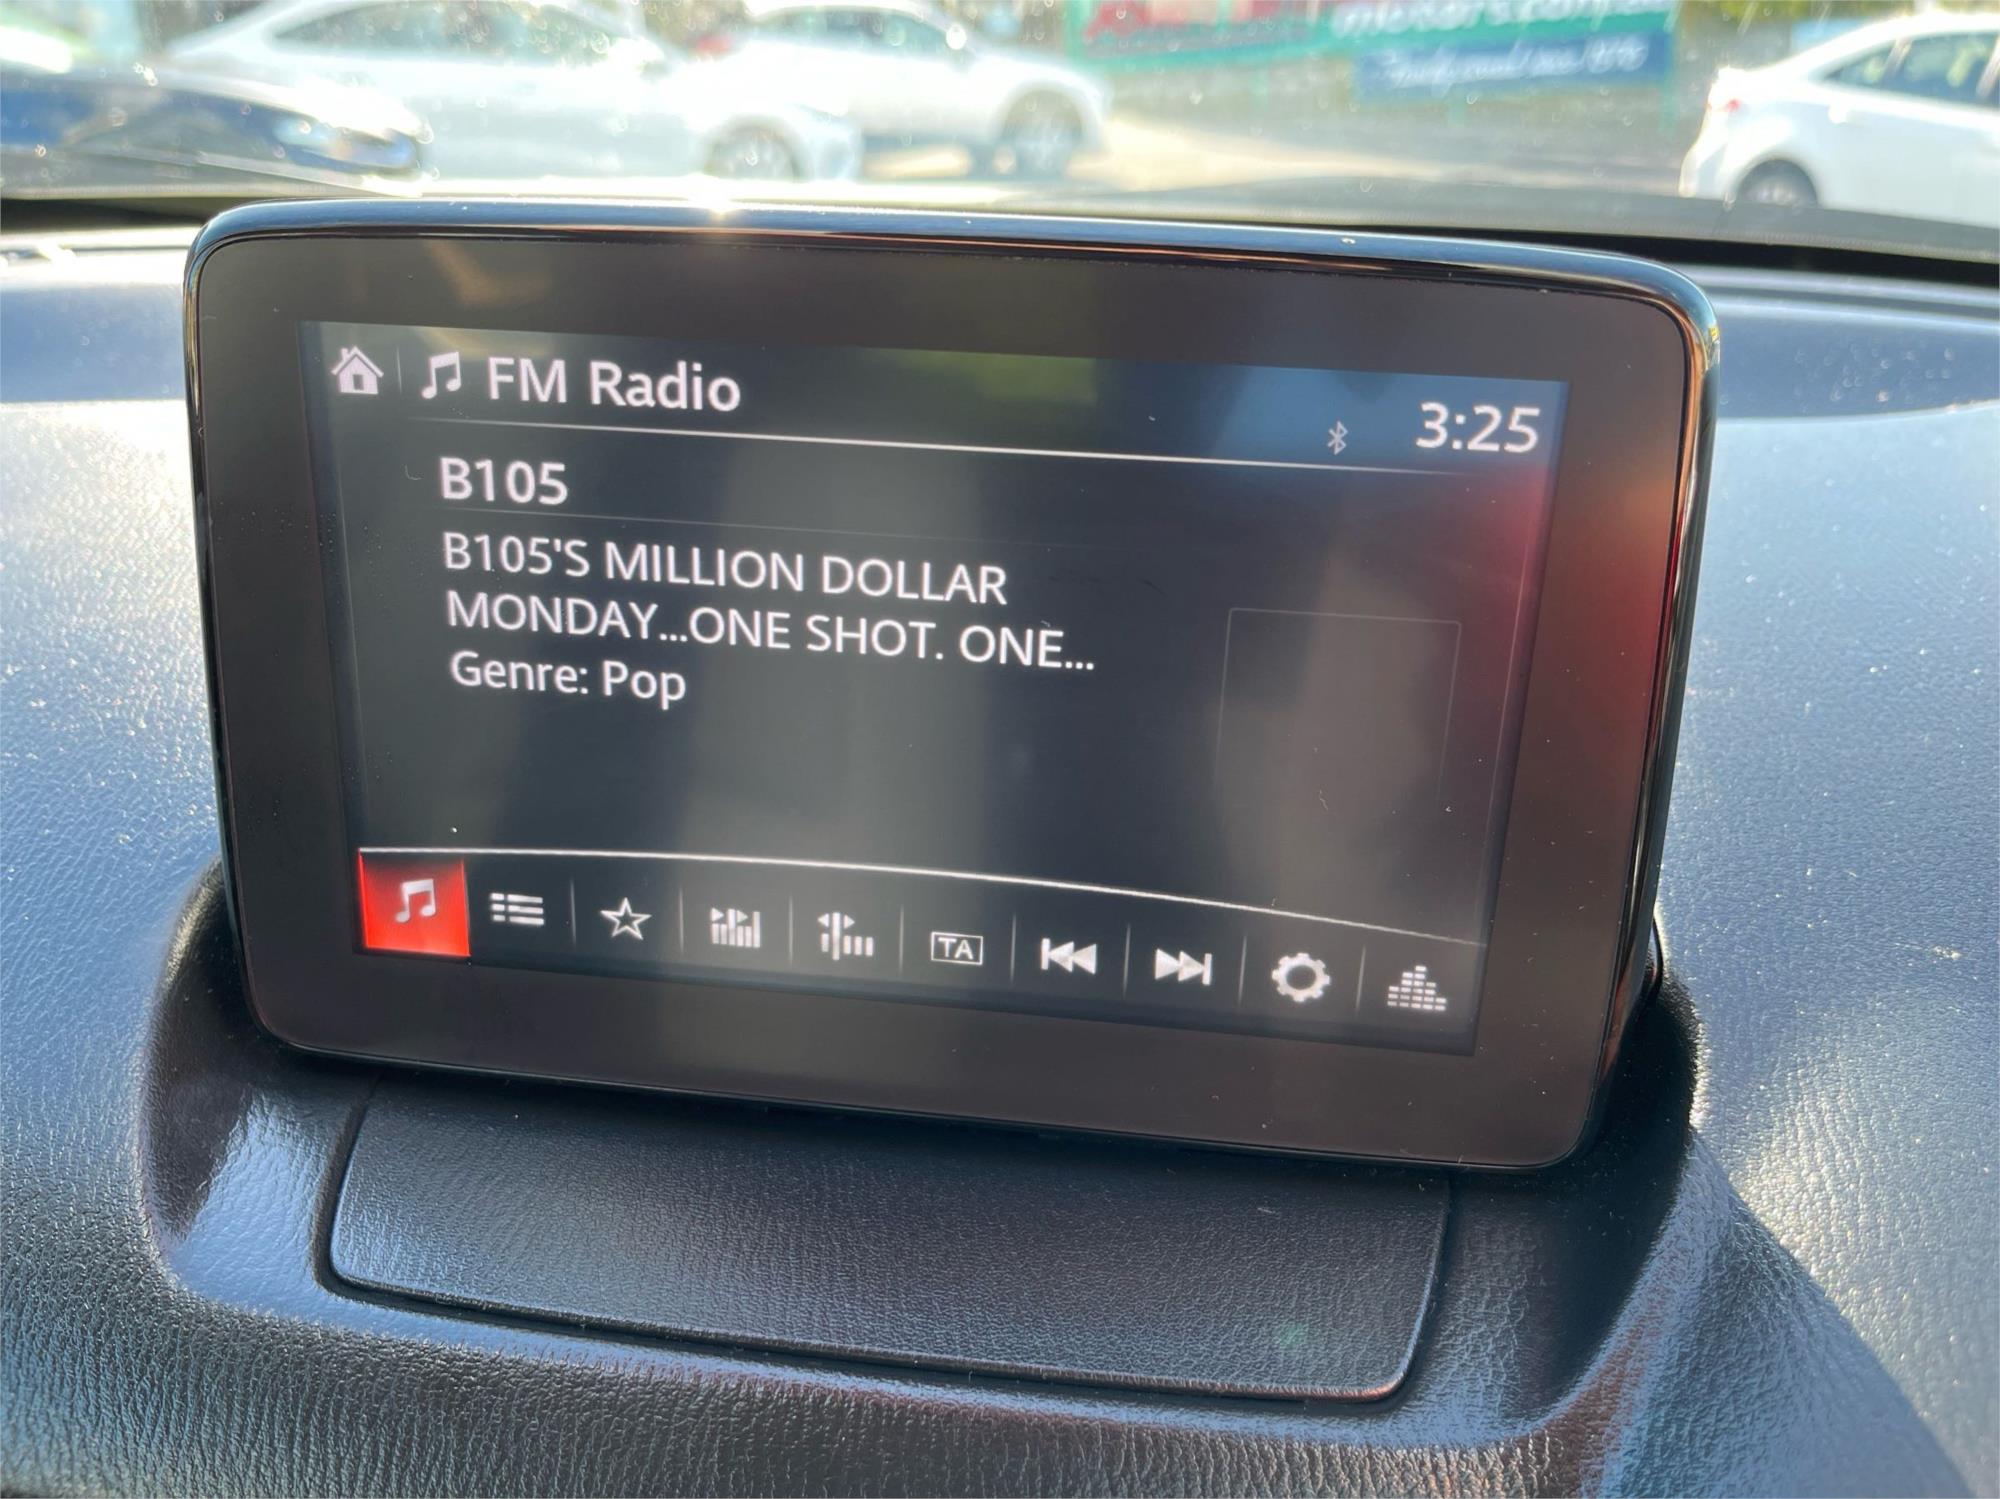 FM Radio
3:25
B105
B105'S MILLION DOLLAR
MONDAY...ONE SHOT. ONE...
Genre: Pop
TA